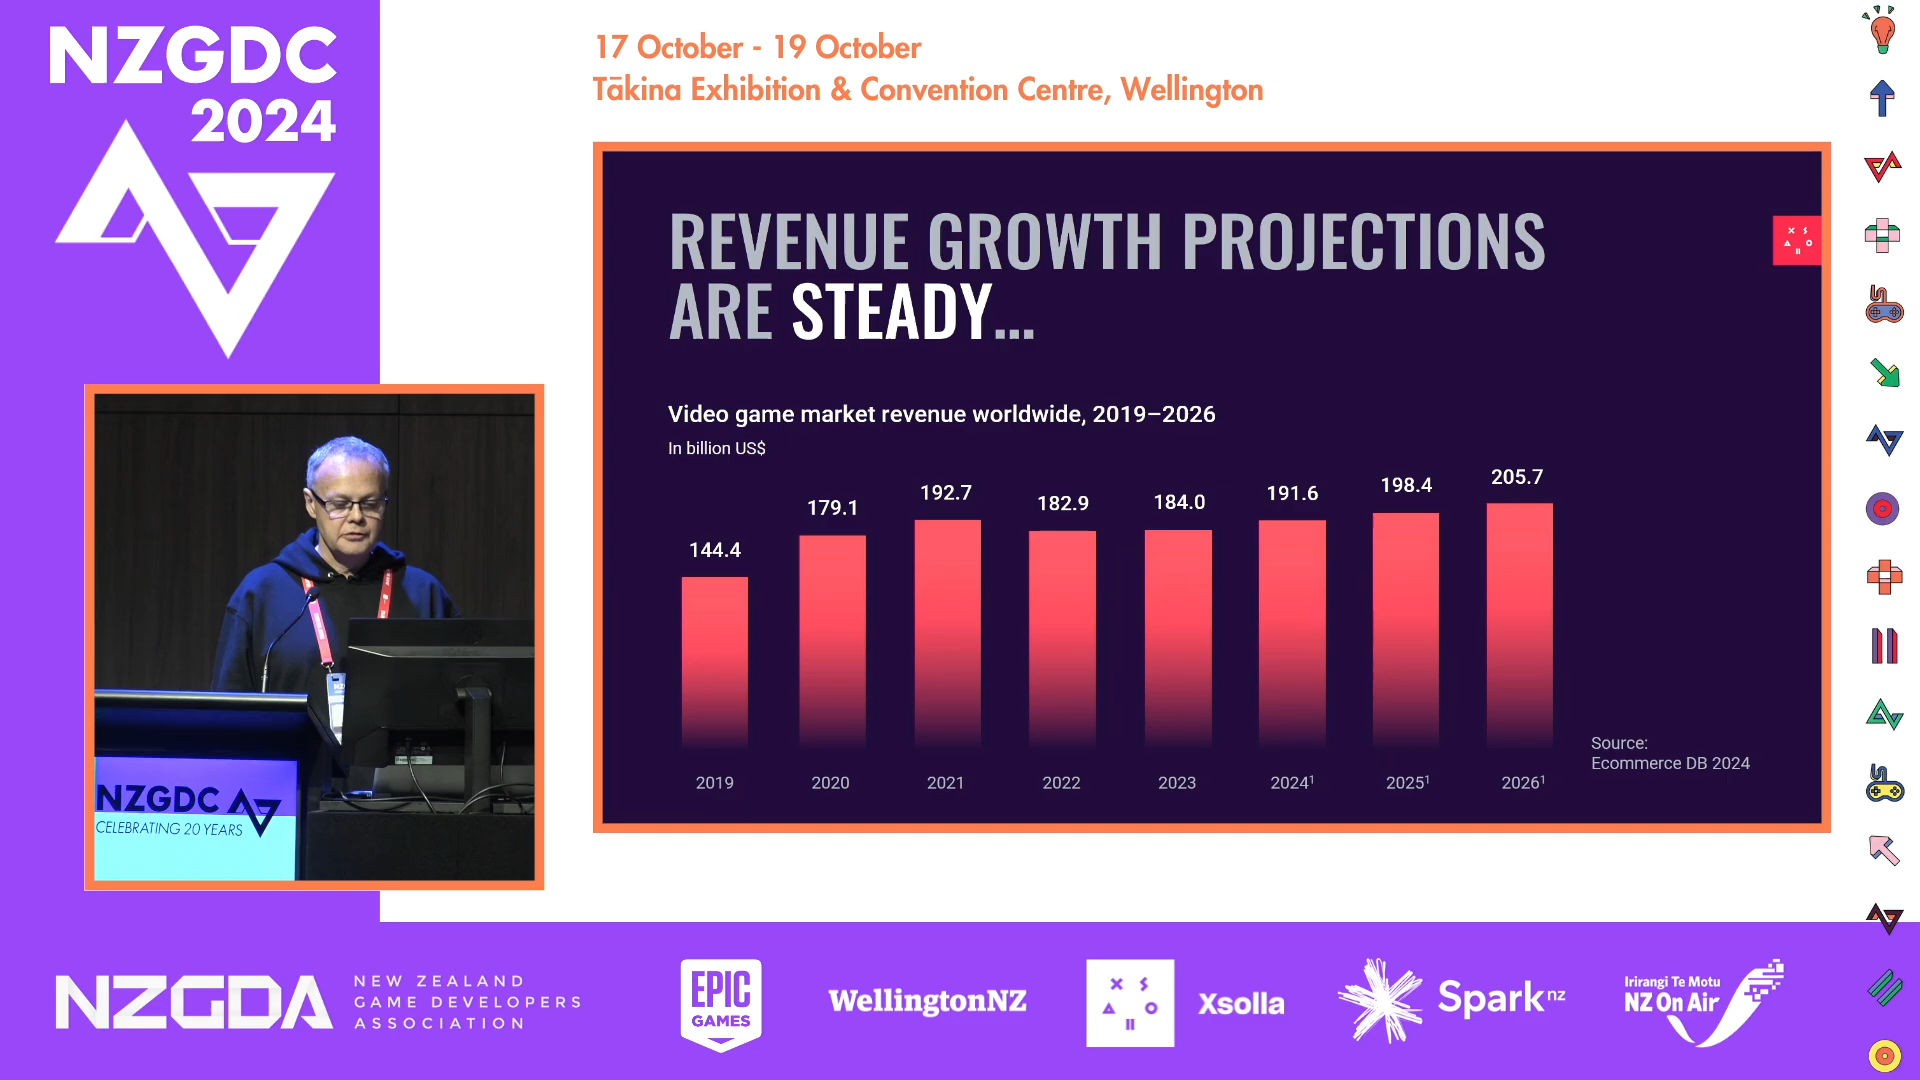 NZGDC
2024
17 October - 19 October
Tākina Exhibition & Convention Centre, Wellington
REVENUE GROWTH PROJECTIONS
ARE STEADY...
X S
Δ O
II
Video game market revenue worldwide, 2019–2026
In billion US$
144.4
179.1
192.7
182.9
184.0
191.6
198.4
205.7
2019
2020
2021
2022
2023
2024¹
2025¹
2026¹
Source:
Ecommerce DB 2024
NZGDC
CELEBRATING 20 YEARS
NZGDA
NEW ZEALAND
GAME DEVELOPERS
ASSOCIATION
EPIC
GAMES
WellingtonNZ
X S
Δ O
II
Xsolla
Spark nz
Irirangi Te Motu
NZ On Air